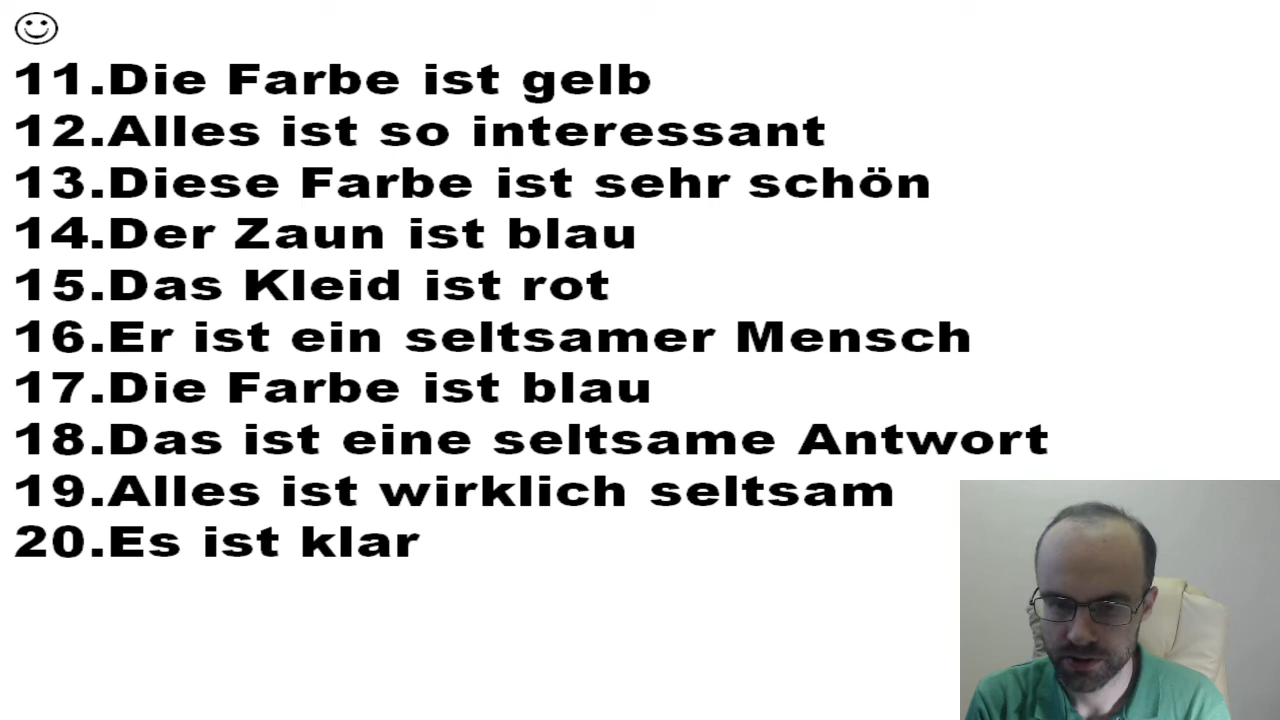 11.Die Farbe ist gelb
12.Alles ist so interessant
13.Diese Farbe ist sehr schön
14.Der Zaun ist blau
15.Das Kleid ist rot
16.Er ist ein seltsamer Mensch
17.Die Farbe ist blau
18.Das ist eine seltsame Antwort
19.Alles ist wirklich seltsam
20.Es ist klar